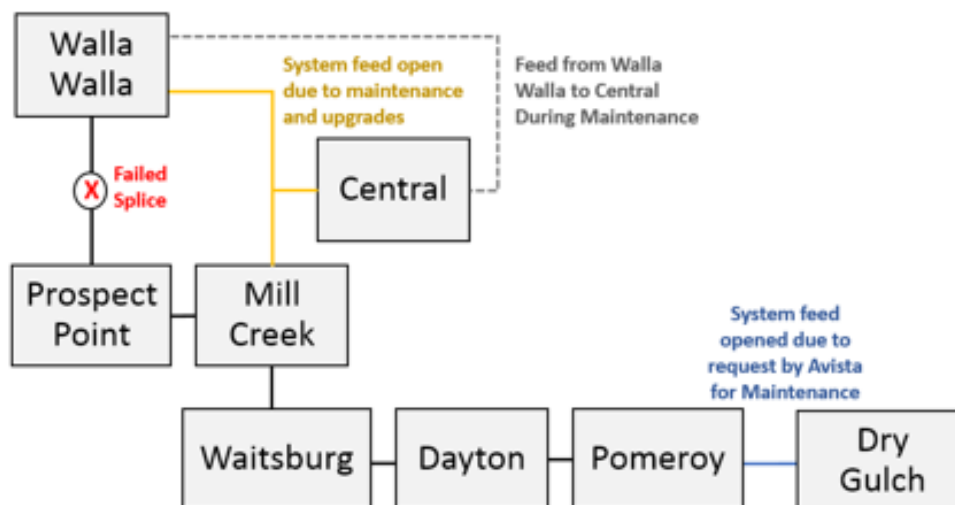 Walla
Walla
System feed open
due to maintenance
and upgrades
Feed from Walla
Walla to Central
During Maintenance
X
Failed
Splice
Central
Prospect
Point
Mill
Creek
System feed
opened due to
request by Avista
for Maintenance
Waitsburg
Dayton
Pomeroy
Dry
Gulch